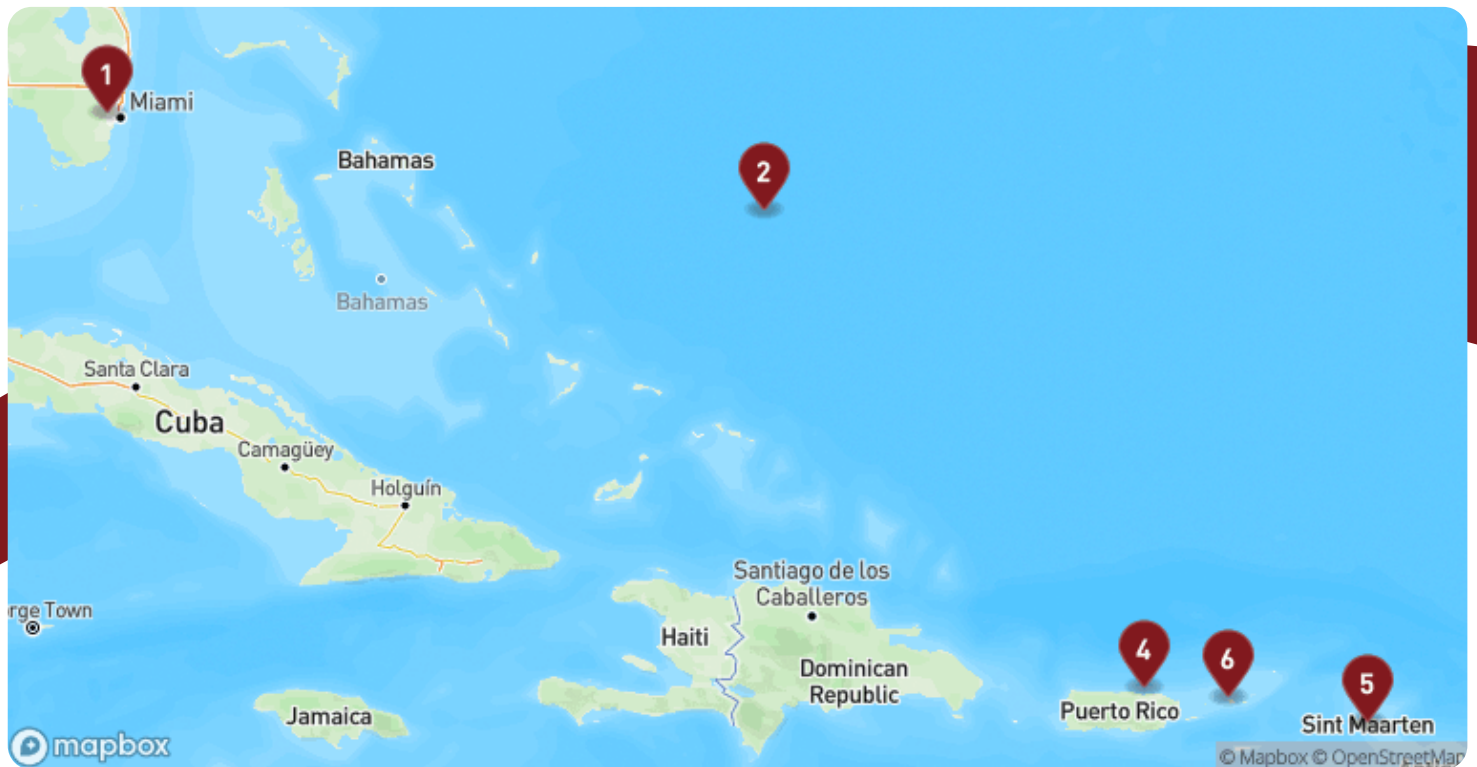 1
Miami
2
Bahamas
Bahamas
Santa Clara
Cuba
Camagüey
Holguín
Santiago de los
Caballeros
orge Town
Haiti
4
6
5
Dominican
Republic
Puerto Rico
Jamaica
Sint Maarten
mapbox
© Mapbox © OpenStreetMap